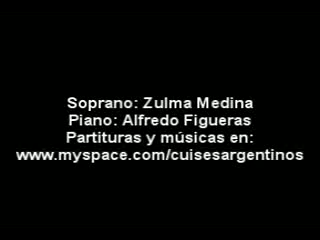 Soprano: Zulma Medina
Piano: Alfredo Figueras
Partituras y músicas en:
www.myspace.com/cuisesargentinos